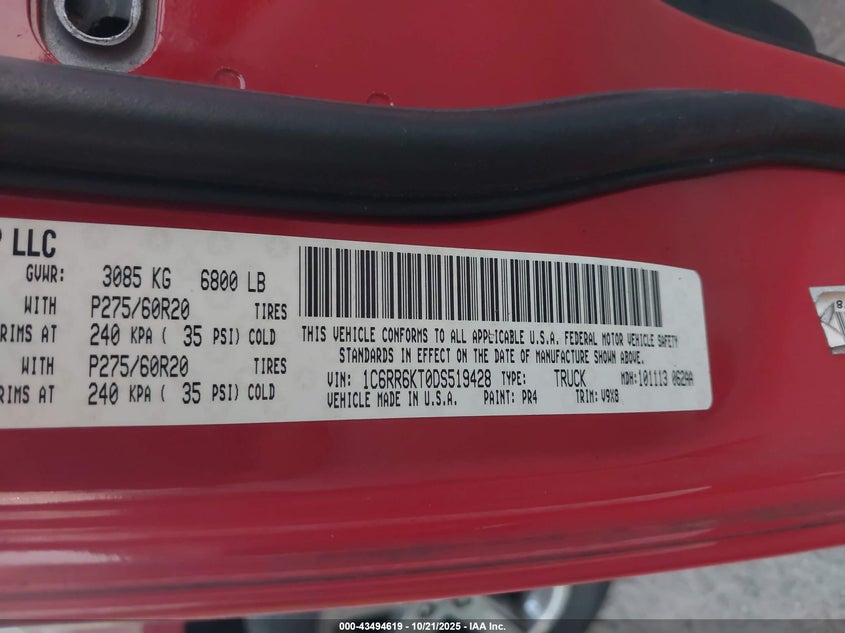 LLC
GVWR: 3085 KG 6800 LB
WITH P275/60R20 TIRES
RIMS AT 240 KPA ( 35 PSI) COLD
WITH P275/60R20 TIRES
RIMS AT 240 KPA ( 35 PSI) COLD
THIS VEHICLE CONFORMS TO ALL APPLICABLE U.S.A. FEDERAL MOTOR VEHICLE SAFETY
STANDARDS IN EFFECT ON THE DATE OF MANUFACTURE SHOWN ABOVE.
VIN: 1C6RR6KT0DS519428 TYPE: TRUCK MDH: 101113 062AA
VEHICLE MADE IN U.S.A. PAINT: PR4 TRIM: V9X8
000-43494619 - 10/21/2025 - IAA Inc.